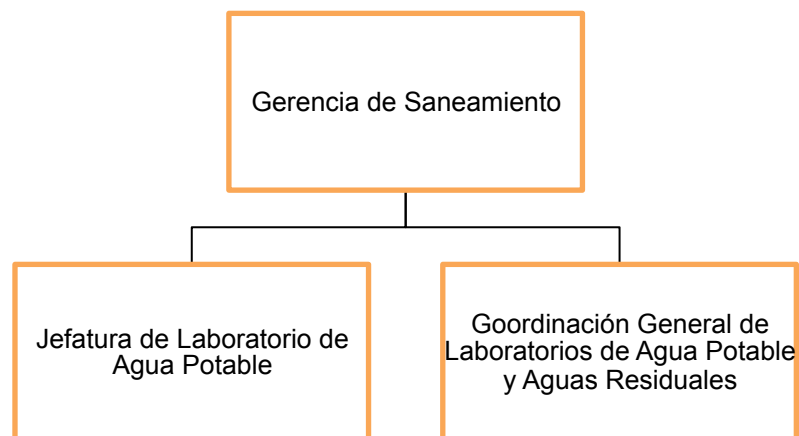 Gerencia de Saneamiento
Jefatura de Laboratorio de
Agua Potable
Goordinación General de
Laboratorios de Agua Potable
y Aguas Residuales